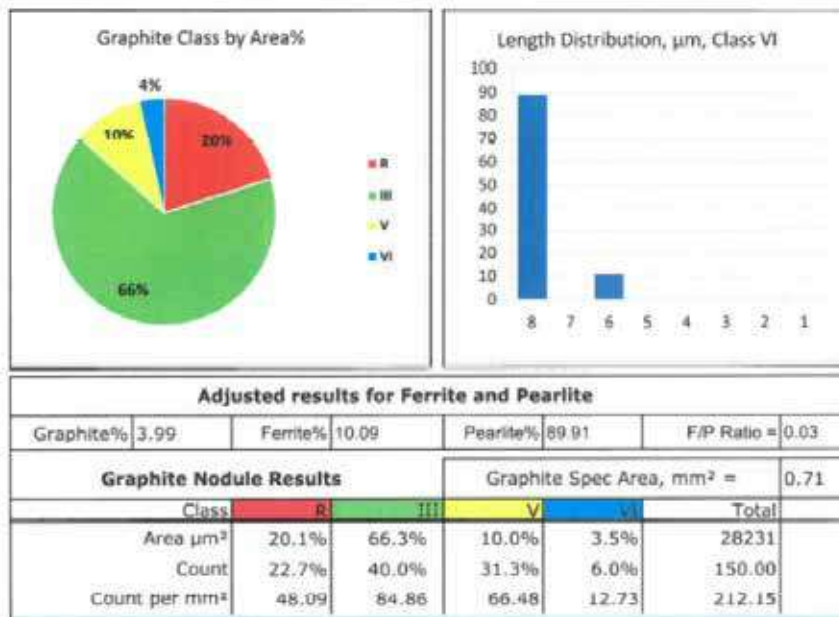 Graphite Class by Area%
4%
10%
20%
66%
R
III
V
VI
Length Distribution, µm, Class VI
100
90
80
70
60
50
40
30
20
10
0
8 7 6 5 4 3 2 1
Adjusted results for Ferrite and Pearlite
Graphite% 3.99 Ferrite% 10.09 Pearlite% 89.91 F/P Ratio = 0.03
Graphite Nodule Results Graphite Spec Area, mm² = 0.71
Class R III V VI Total
Area µm² 20.1% 66.3% 10.0% 3.5% 28231
Count 22.7% 40.0% 31.3% 6.0% 150.00
Count per mm² 48.09 84.86 66.48 12.73 212.15